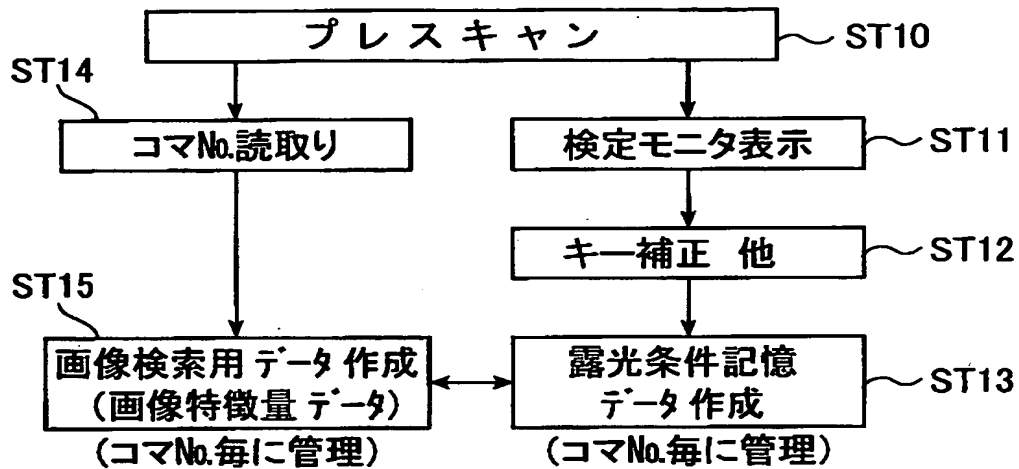 プレスキャン
ST10
ST14
コマNo.読取り
検定モニタ表示
ST11
キー補正 他
ST12
ST15
画像検索用 データ 作成
(画像特徴量 データ)
(コマNo.毎に管理)
露光条件記憶
データ 作成
ST13
(コマNo.毎に管理)